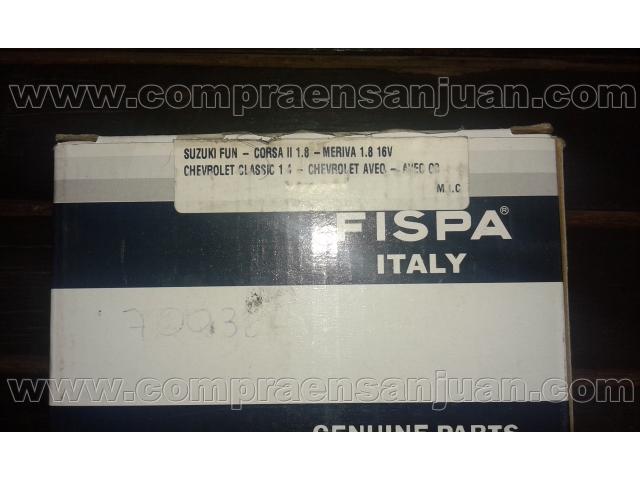 www.compraensanjuan.com
SUZUKI FUN - CORSA II 1.8 - MERIVA 1.8 16V
CHEVROLET CLASSIC 1.4 - CHEVROLET AVEO - AVEO
M.I.C
FISPA®
ITALY
www.compraensanjuan.com
GENUINE PARTS